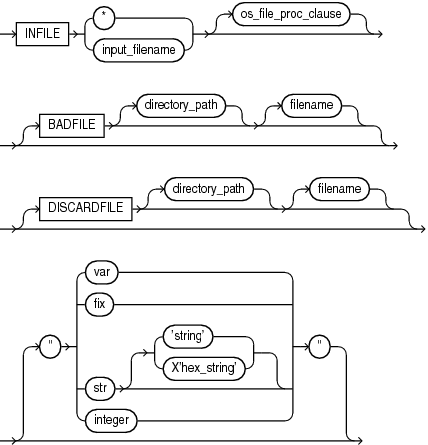 INFILE * os_file_proc_clause
input_filename
BADFILE directory_path filename
DISCARDFILE directory_path filename
var
fix
" 'string' "
X'hex_string'
str
integer